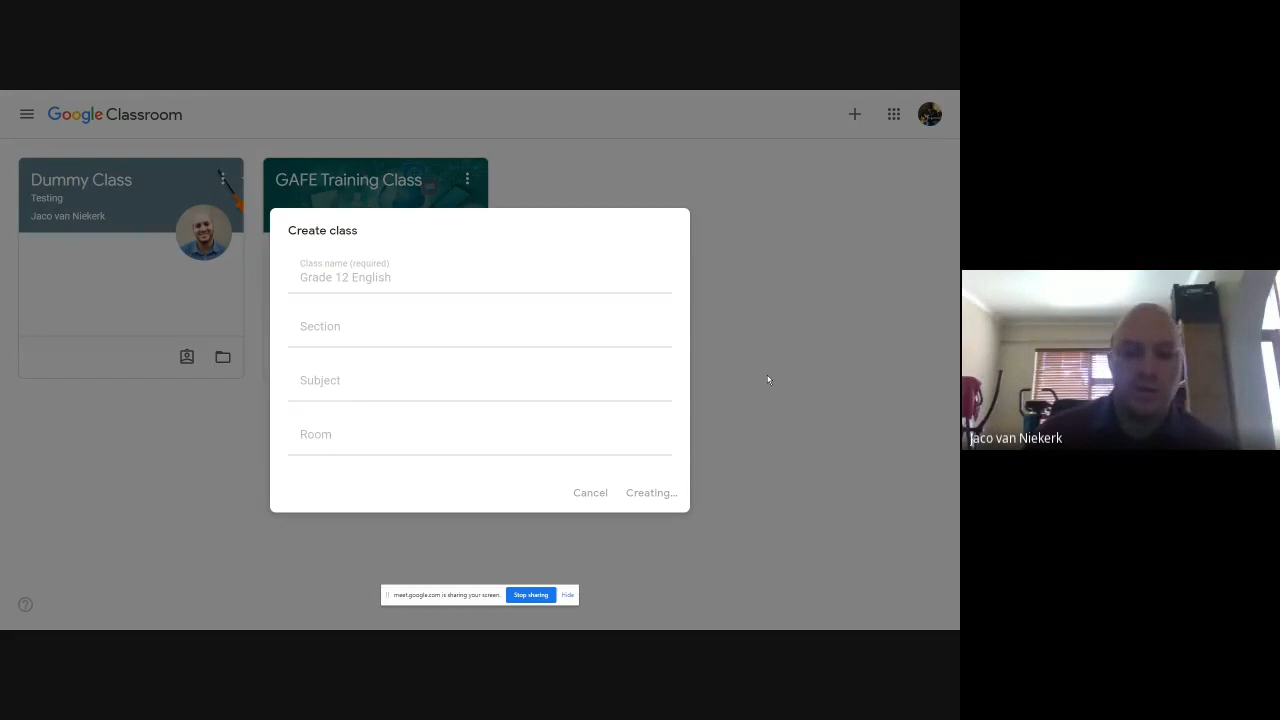 Google Classroom
Dummy Class
Testing
Jaco van Niekerk
GAFE Training Class
Create class
Class name (required)
Grade 12 English
Section
Subject
Room
Cancel
Creating...
meet.google.com is sharing your screen.
Stop sharing
Hide
Jaco van Niekerk